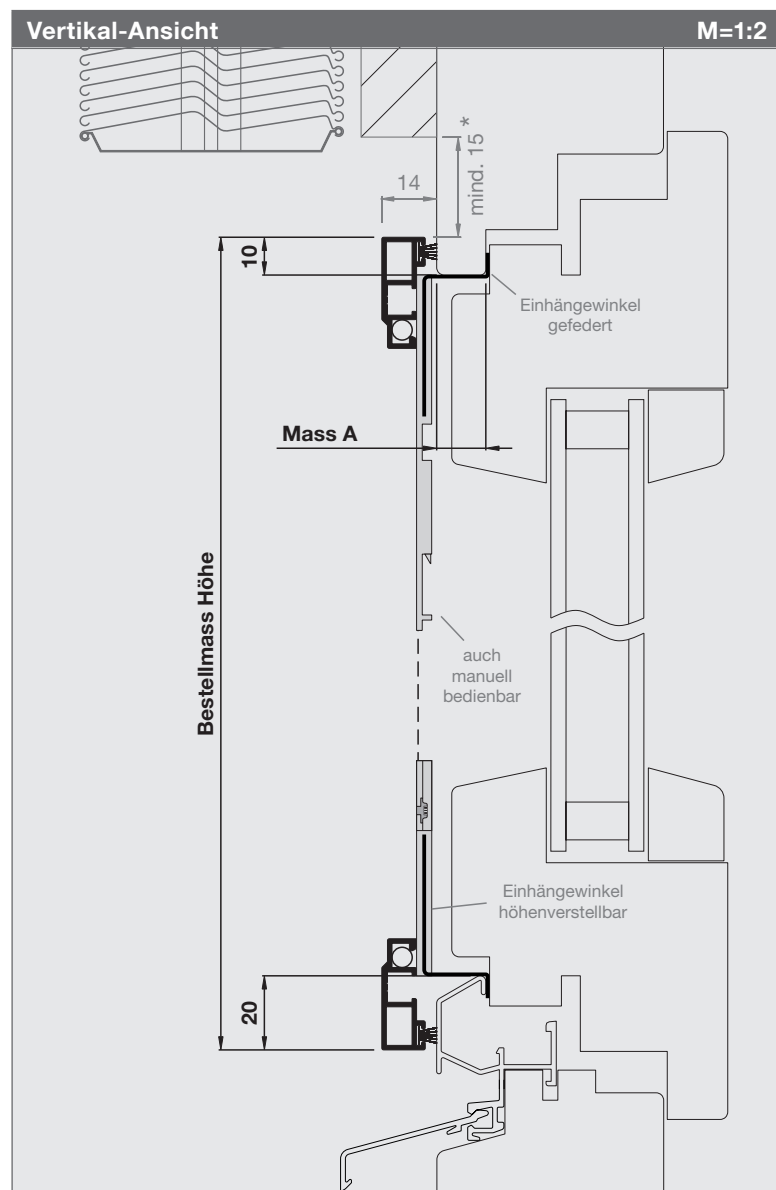 Vertikal-Ansicht M=1:2
mind. 15 *
14
10
Einhängewinkel
gefedert
Mass A
Bestellmass Höhe
auch
manuell
bedienbar
Einhängewinkel
höhenverstellbar
20